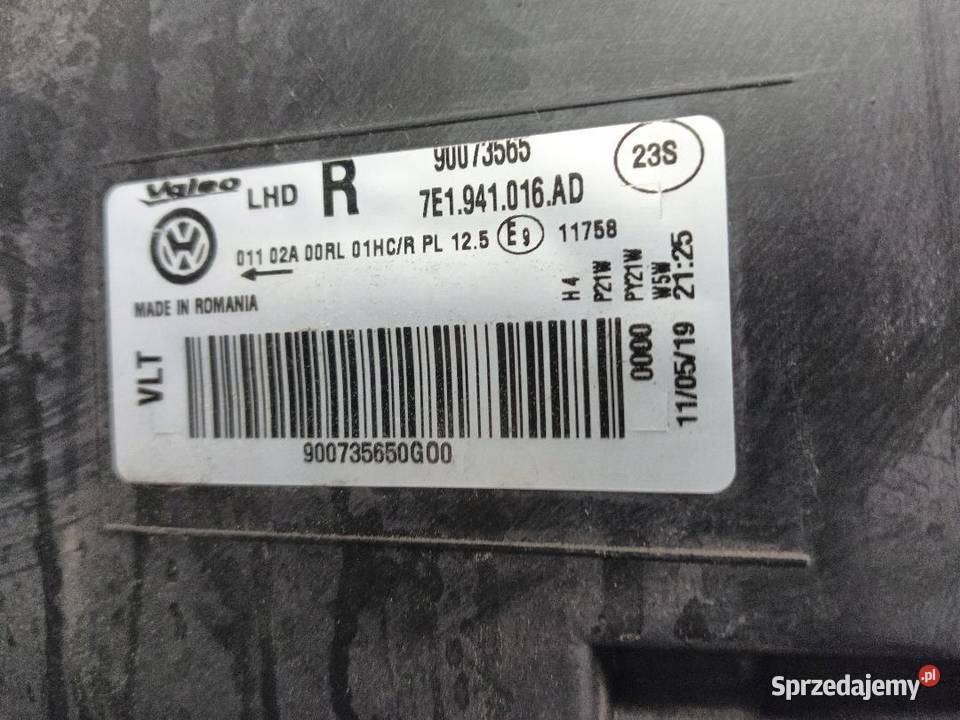 Valeo LHD R 90073565 23S
7E1.941.016.AD
011 02A 00RL 01HC/R PL 12.5 E9 11758
MADE IN ROMANIA
H4
P21W
PY21W
W5W
VLT
0000
11/05/19 21:25
900735650G00
Sprzedajemy.pl